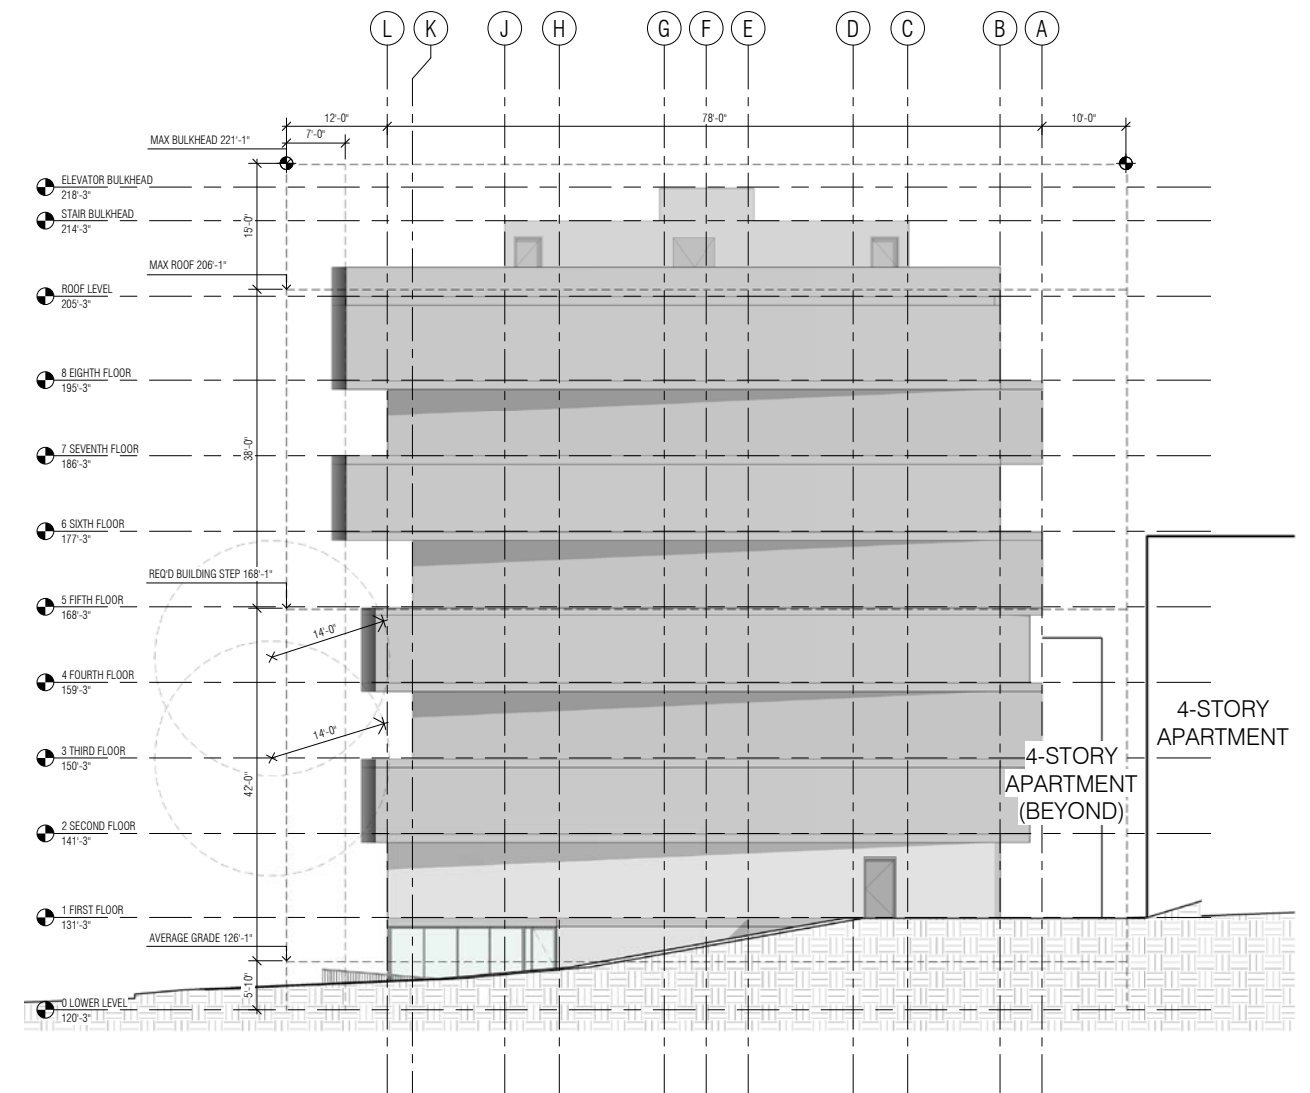 L K J H G F E D C B A
12'-0" 78'-0" 10'-0"
7'-0"
MAX BULKHEAD 221'-1"
ELEVATOR BULKHEAD
218'-3"
STAIR BULKHEAD
214'-3"
15'-0"
MAX ROOF 206'-1"
ROOF LEVEL
205'-3"
8 EIGHTH FLOOR
195'-3"
38'-0"
7 SEVENTH FLOOR
186'-3"
6 SIXTH FLOOR
177'-3"
REQ'D BUILDING STEP 168'-1"
5 FIFTH FLOOR
168'-3"
14'-0"
4 FOURTH FLOOR
159'-3"
4-STORY
APARTMENT
14'-0"
3 THIRD FLOOR
150'-3"
4-STORY
APARTMENT
(BEYOND)
42'-0"
2 SECOND FLOOR
141'-3"
1 FIRST FLOOR
131'-3"
AVERAGE GRADE 126'-1"
5'-10"
0 LOWER LEVEL
120'-3"